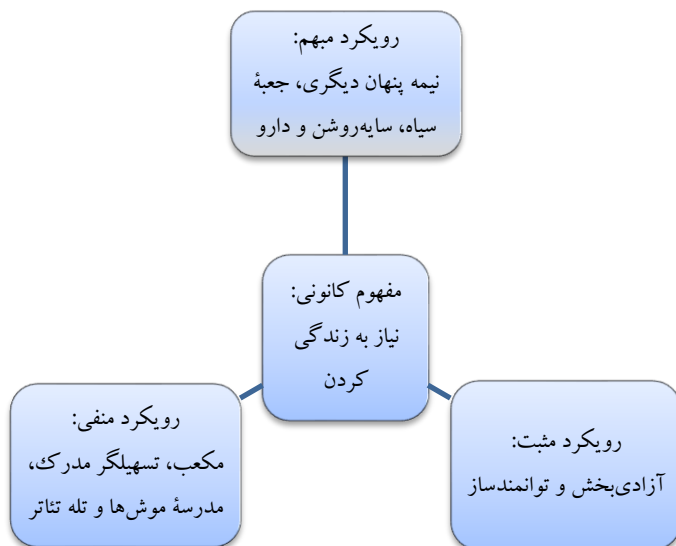 رویکرد مبهم:
نیمه پنهان دیگری، جعبهٔ
سیاه، سایه‌روشن و دارو
مفهوم کانونی:
نیاز به زندگی
کردن
رویکرد مثبت:
آزادی‌بخش و توانمندساز
رویکرد منفی:
مکعب، تسهیلگر مدرک،
مدرسهٔ موش‌ها و تله تئاتر